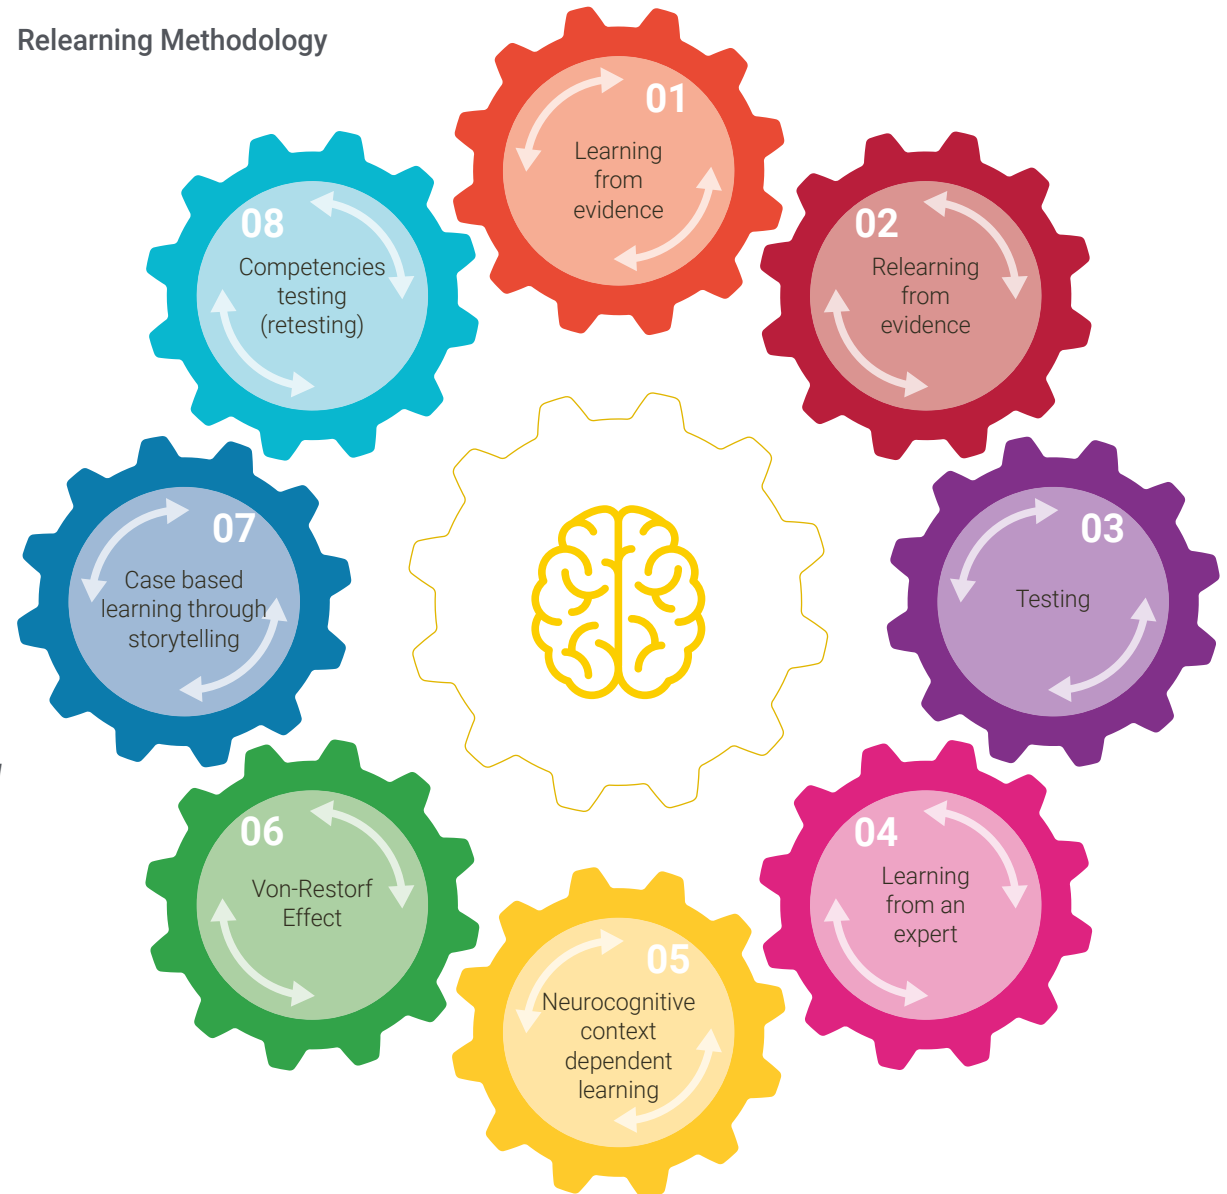 Relearning Methodology
01
Learning
from
evidence
02
Relearning
from
evidence
03
Testing
04
Learning
from an
expert
05
Neurocognitive
context
dependent
learning
06
Von-Restorf
Effect
07
Case based
learning through
storytelling
08
Competencies
testing
(retesting)